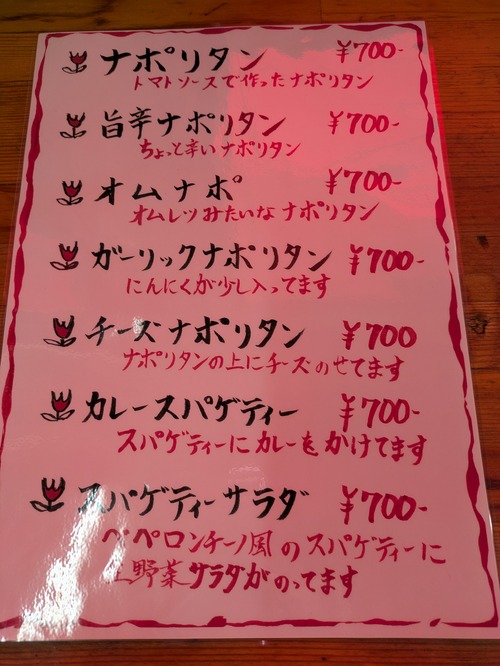 ナポリタン ¥700-
トマトソースで作ったナポリタン
旨辛ナポリタン ¥700-
ちょっと辛いナポリタン
オムナポ ¥700-
オムレツみたいなナポリタン
ガーリックナポリタン ¥700-
にんにくが少し入ってます
チーズナポリタン ¥700
ナポリタンの上にチーズのせてます
カレースパゲティー ¥700-
スパゲティーにカレーをかけてます
スパゲティーサラダ ¥700-
ペペロンチーノ風のスパゲティーに
生野菜サラダがのってます